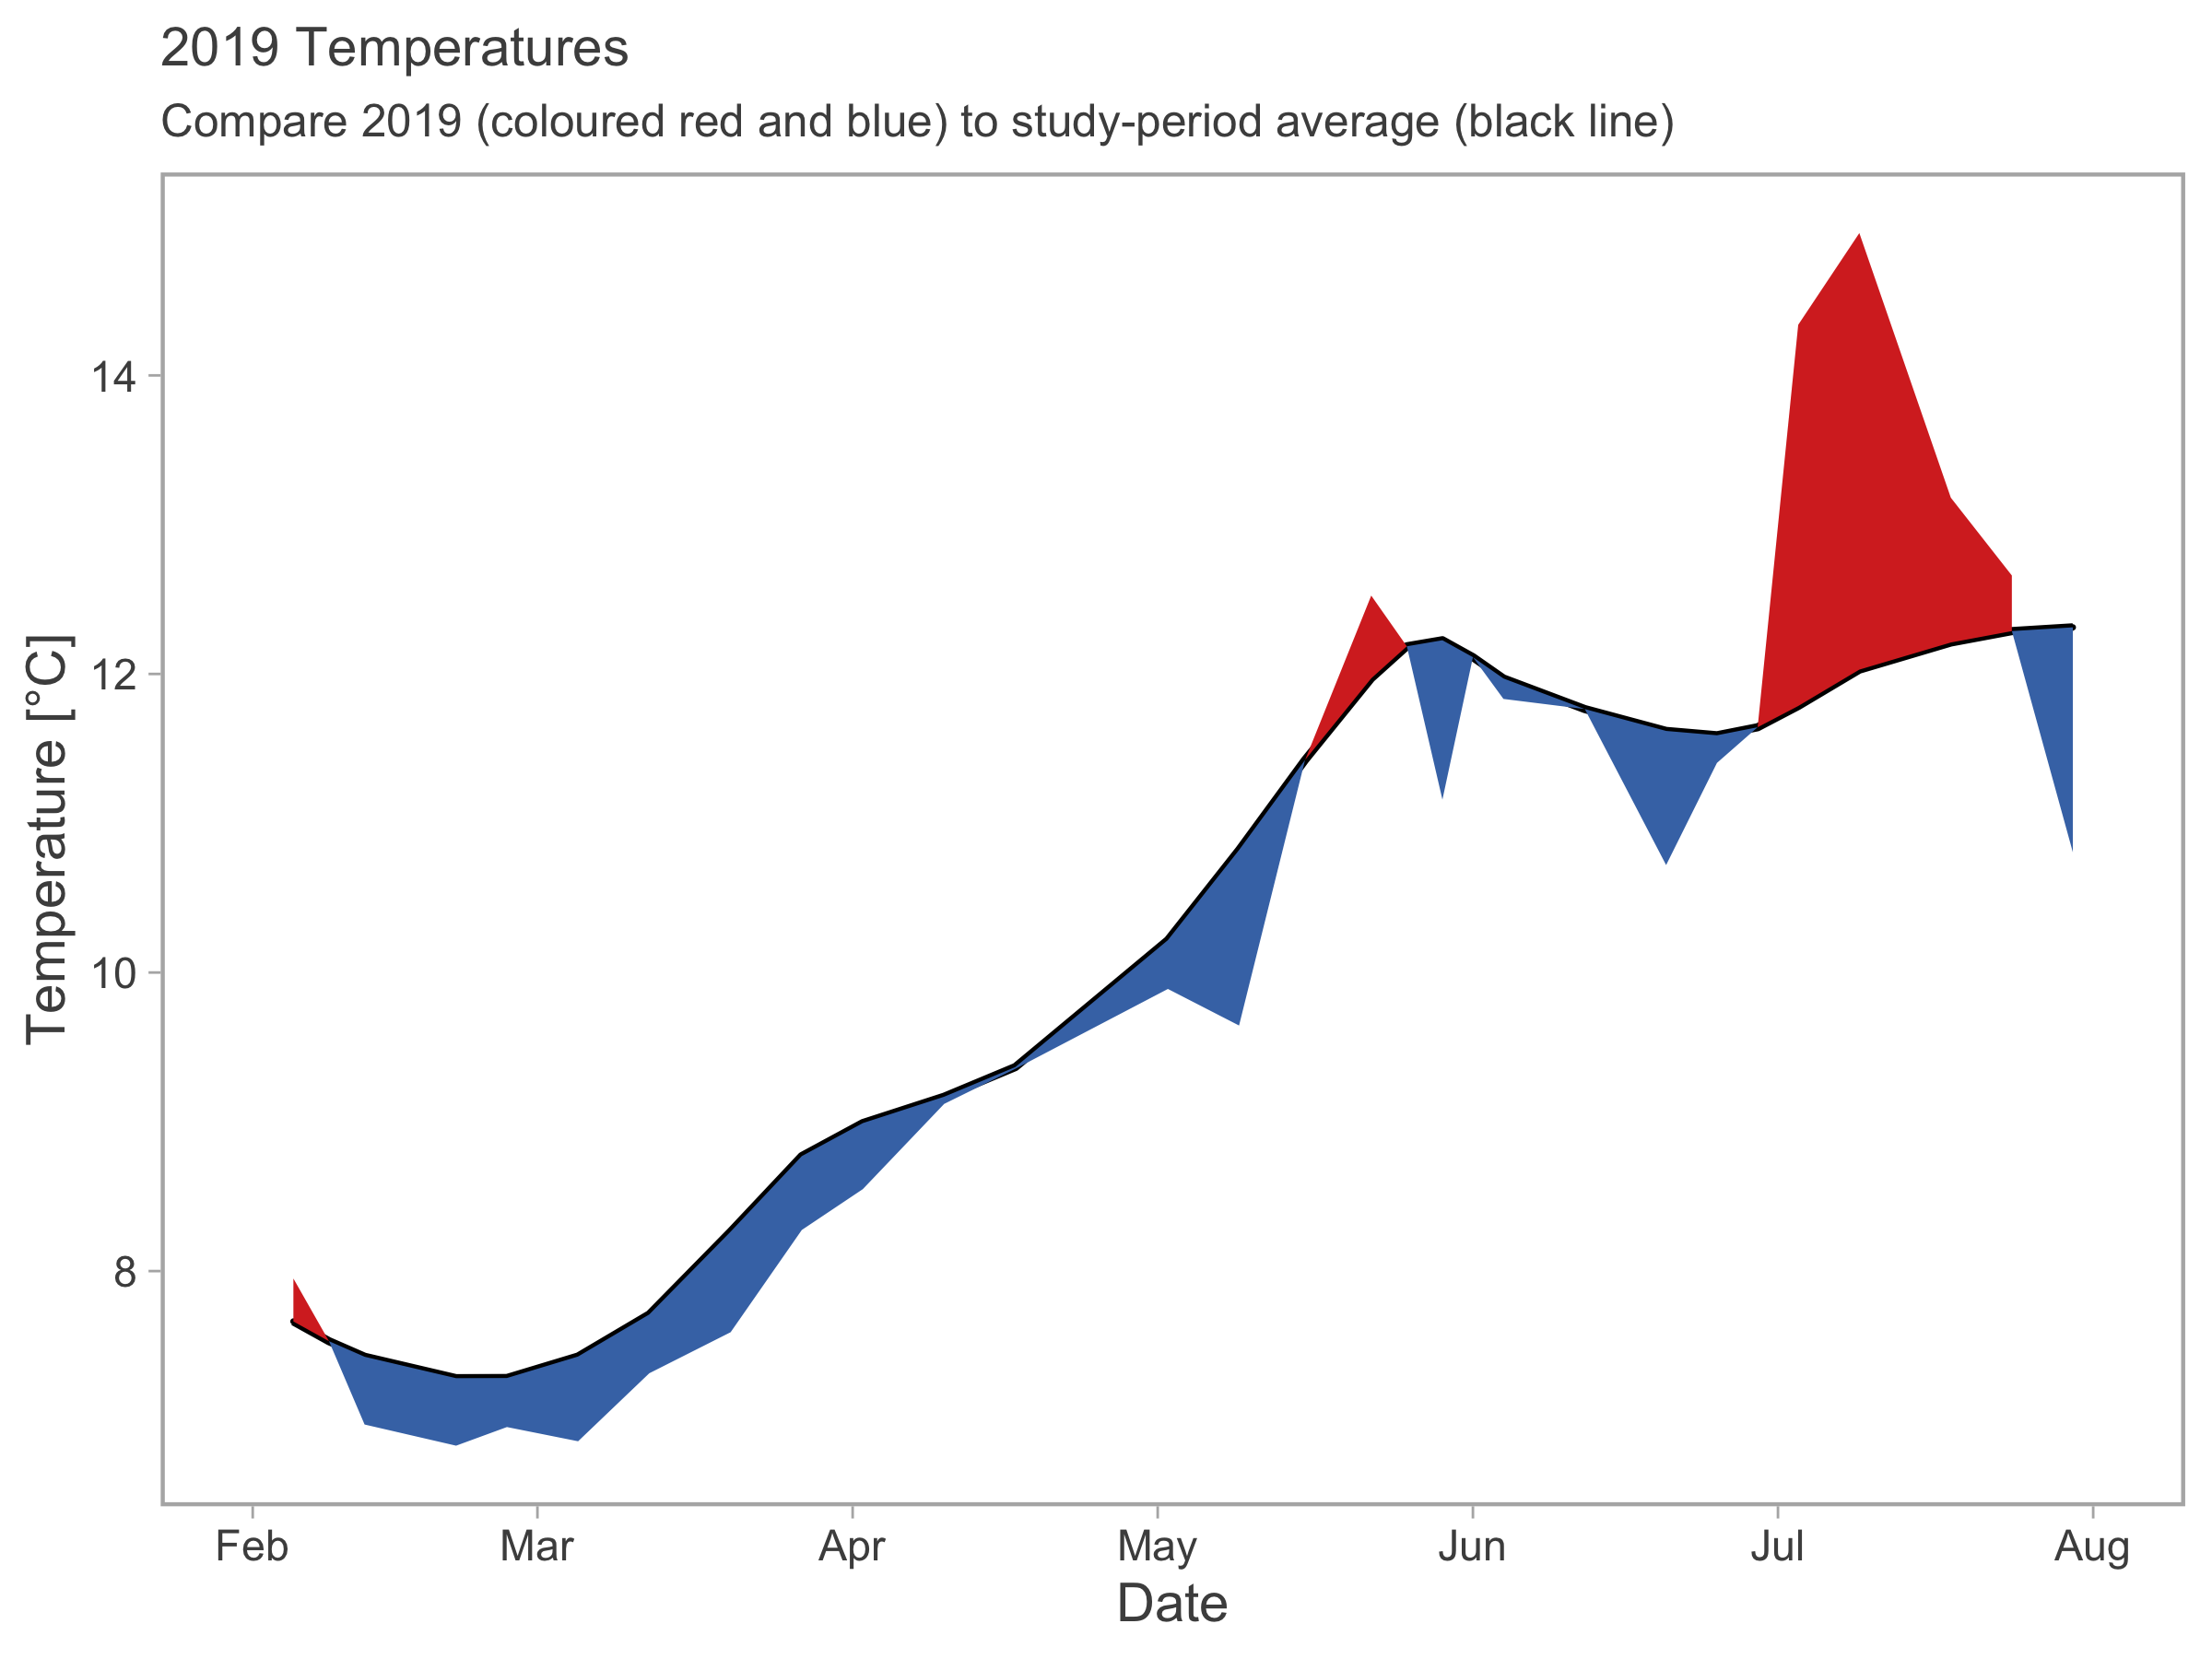 2019 Temperatures
Compare 2019 (coloured red and blue) to study-period average (black line)
Temperature [°C]
14
12
10
8
Feb Mar Apr May Jun Jul Aug
Date